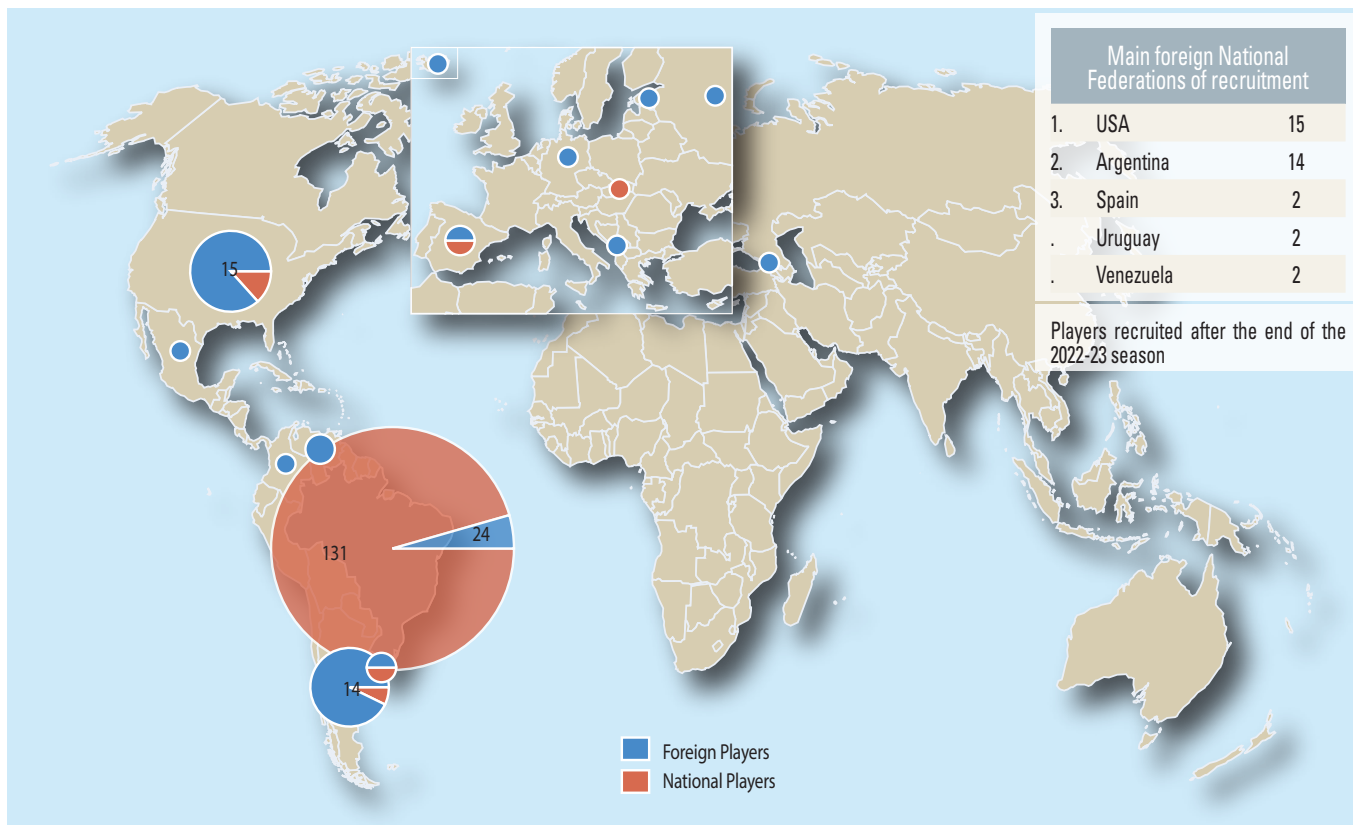 Main foreign National
Federations of recruitment
1. USA 15
2. Argentina 14
3. Spain 2
. Uruguay 2
. Venezuela 2
Players recruited after the end of the
2022-23 season
15
24
131
14
Foreign Players
National Players